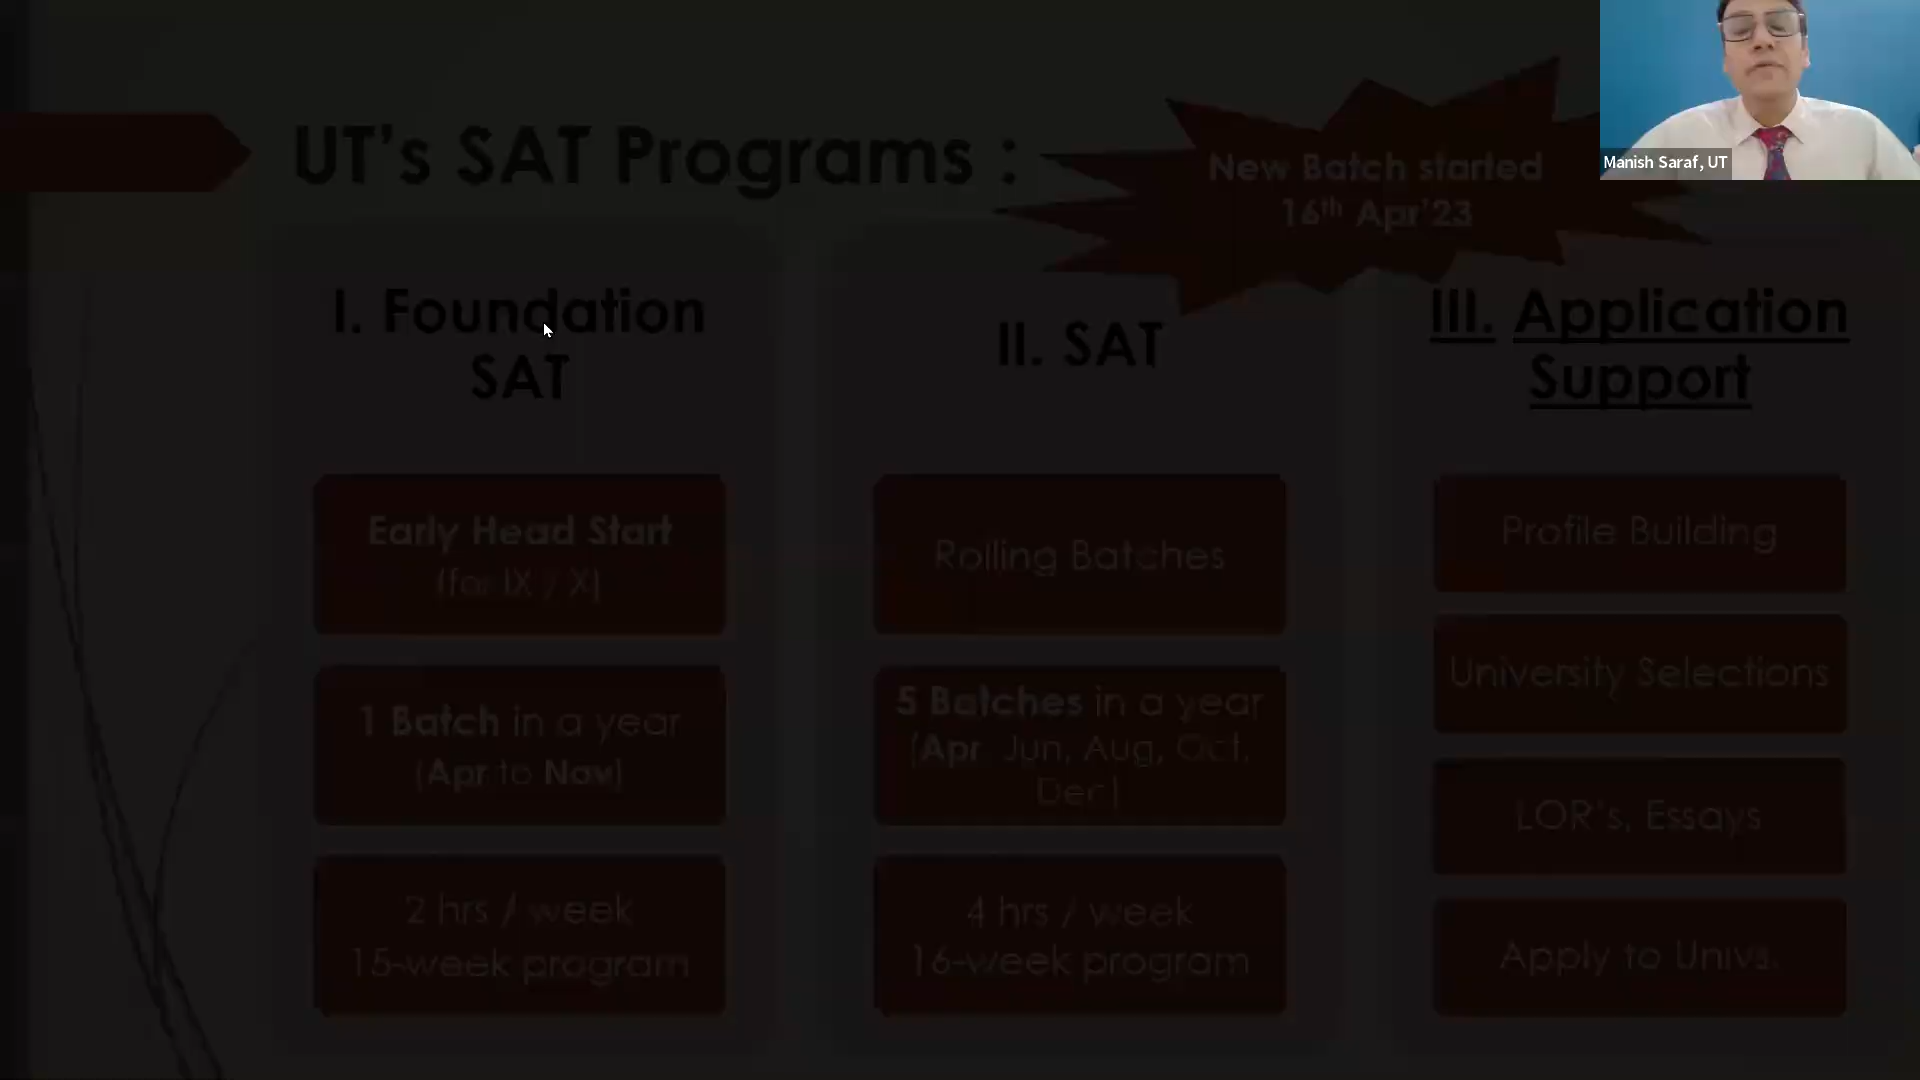 UT's SAT Programs :
New Batch started
16th Apr'23
Manish Saraf, UT
I. Foundation
SAT
Early Head Start
(for IX / X)
1 Batch in a year
(Apr to Nov)
2 hrs / week
15-week program
II. SAT
Rolling Batches
5 Batches in a year
(Apr, Jun, Aug, Oct,
Dec)
4 hrs / week
16-week program
III. Application
Support
Profile Building
University Selections
LOR's, Essays
Apply to Univs.